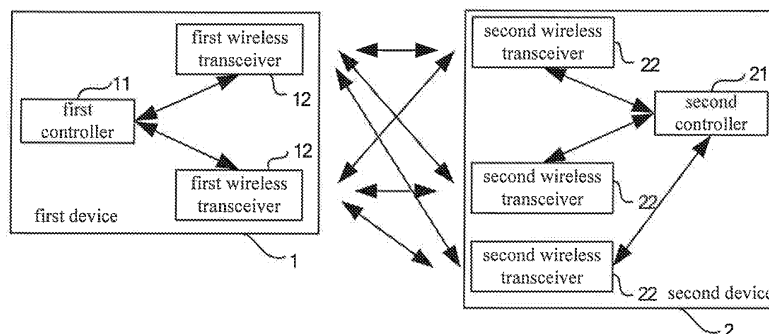 first wireless
transceiver
12
11
first
controller
12
first wireless
transceiver
first device
1
second wireless
transceiver
22
21
second
controller
second wireless
transceiver
22
second wireless
transceiver
22
second device
2